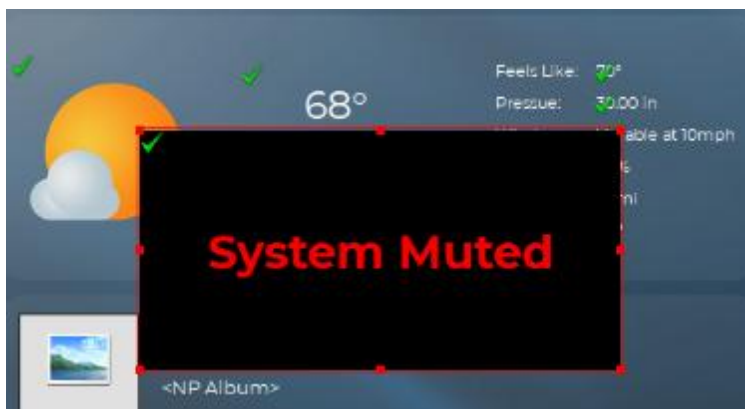 Feels Like: 70°
68°
Pressue: 30.00 in
able at 10mph
System Muted
<NP Album>